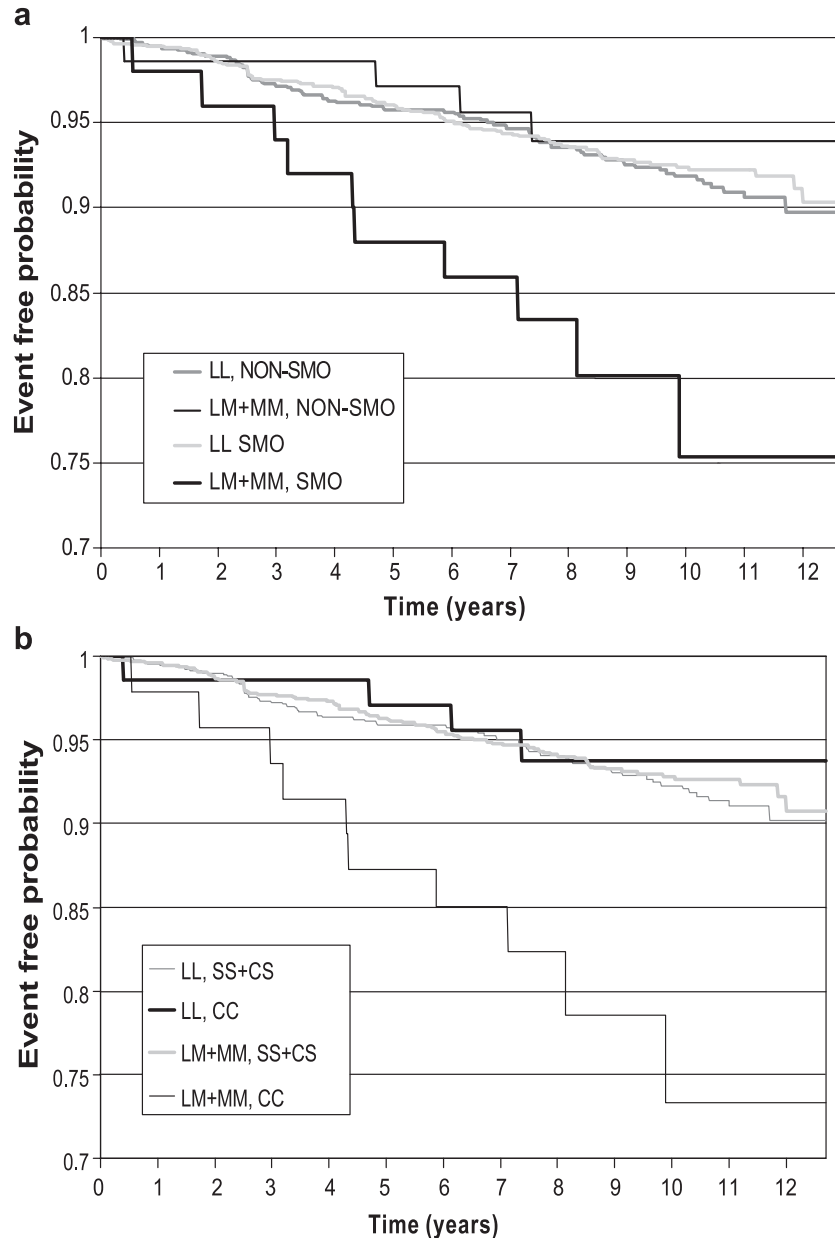 a
Event free probability
1
0.95
0.9
0.85
0.8
0.75
0.7
LL, NON-SMO
LM+MM, NON-SMO
LL SMO
LM+MM, SMO
0 1 2 3 4 5 6 7 8 9 10 11 12
Time (years)
b
Event free probability
1
0.95
0.9
0.85
0.8
0.75
0.7
LL, SS+CS
LL, CC
LM+MM, SS+CS
LM+MM, CC
0 1 2 3 4 5 6 7 8 9 10 11 12
Time (years)